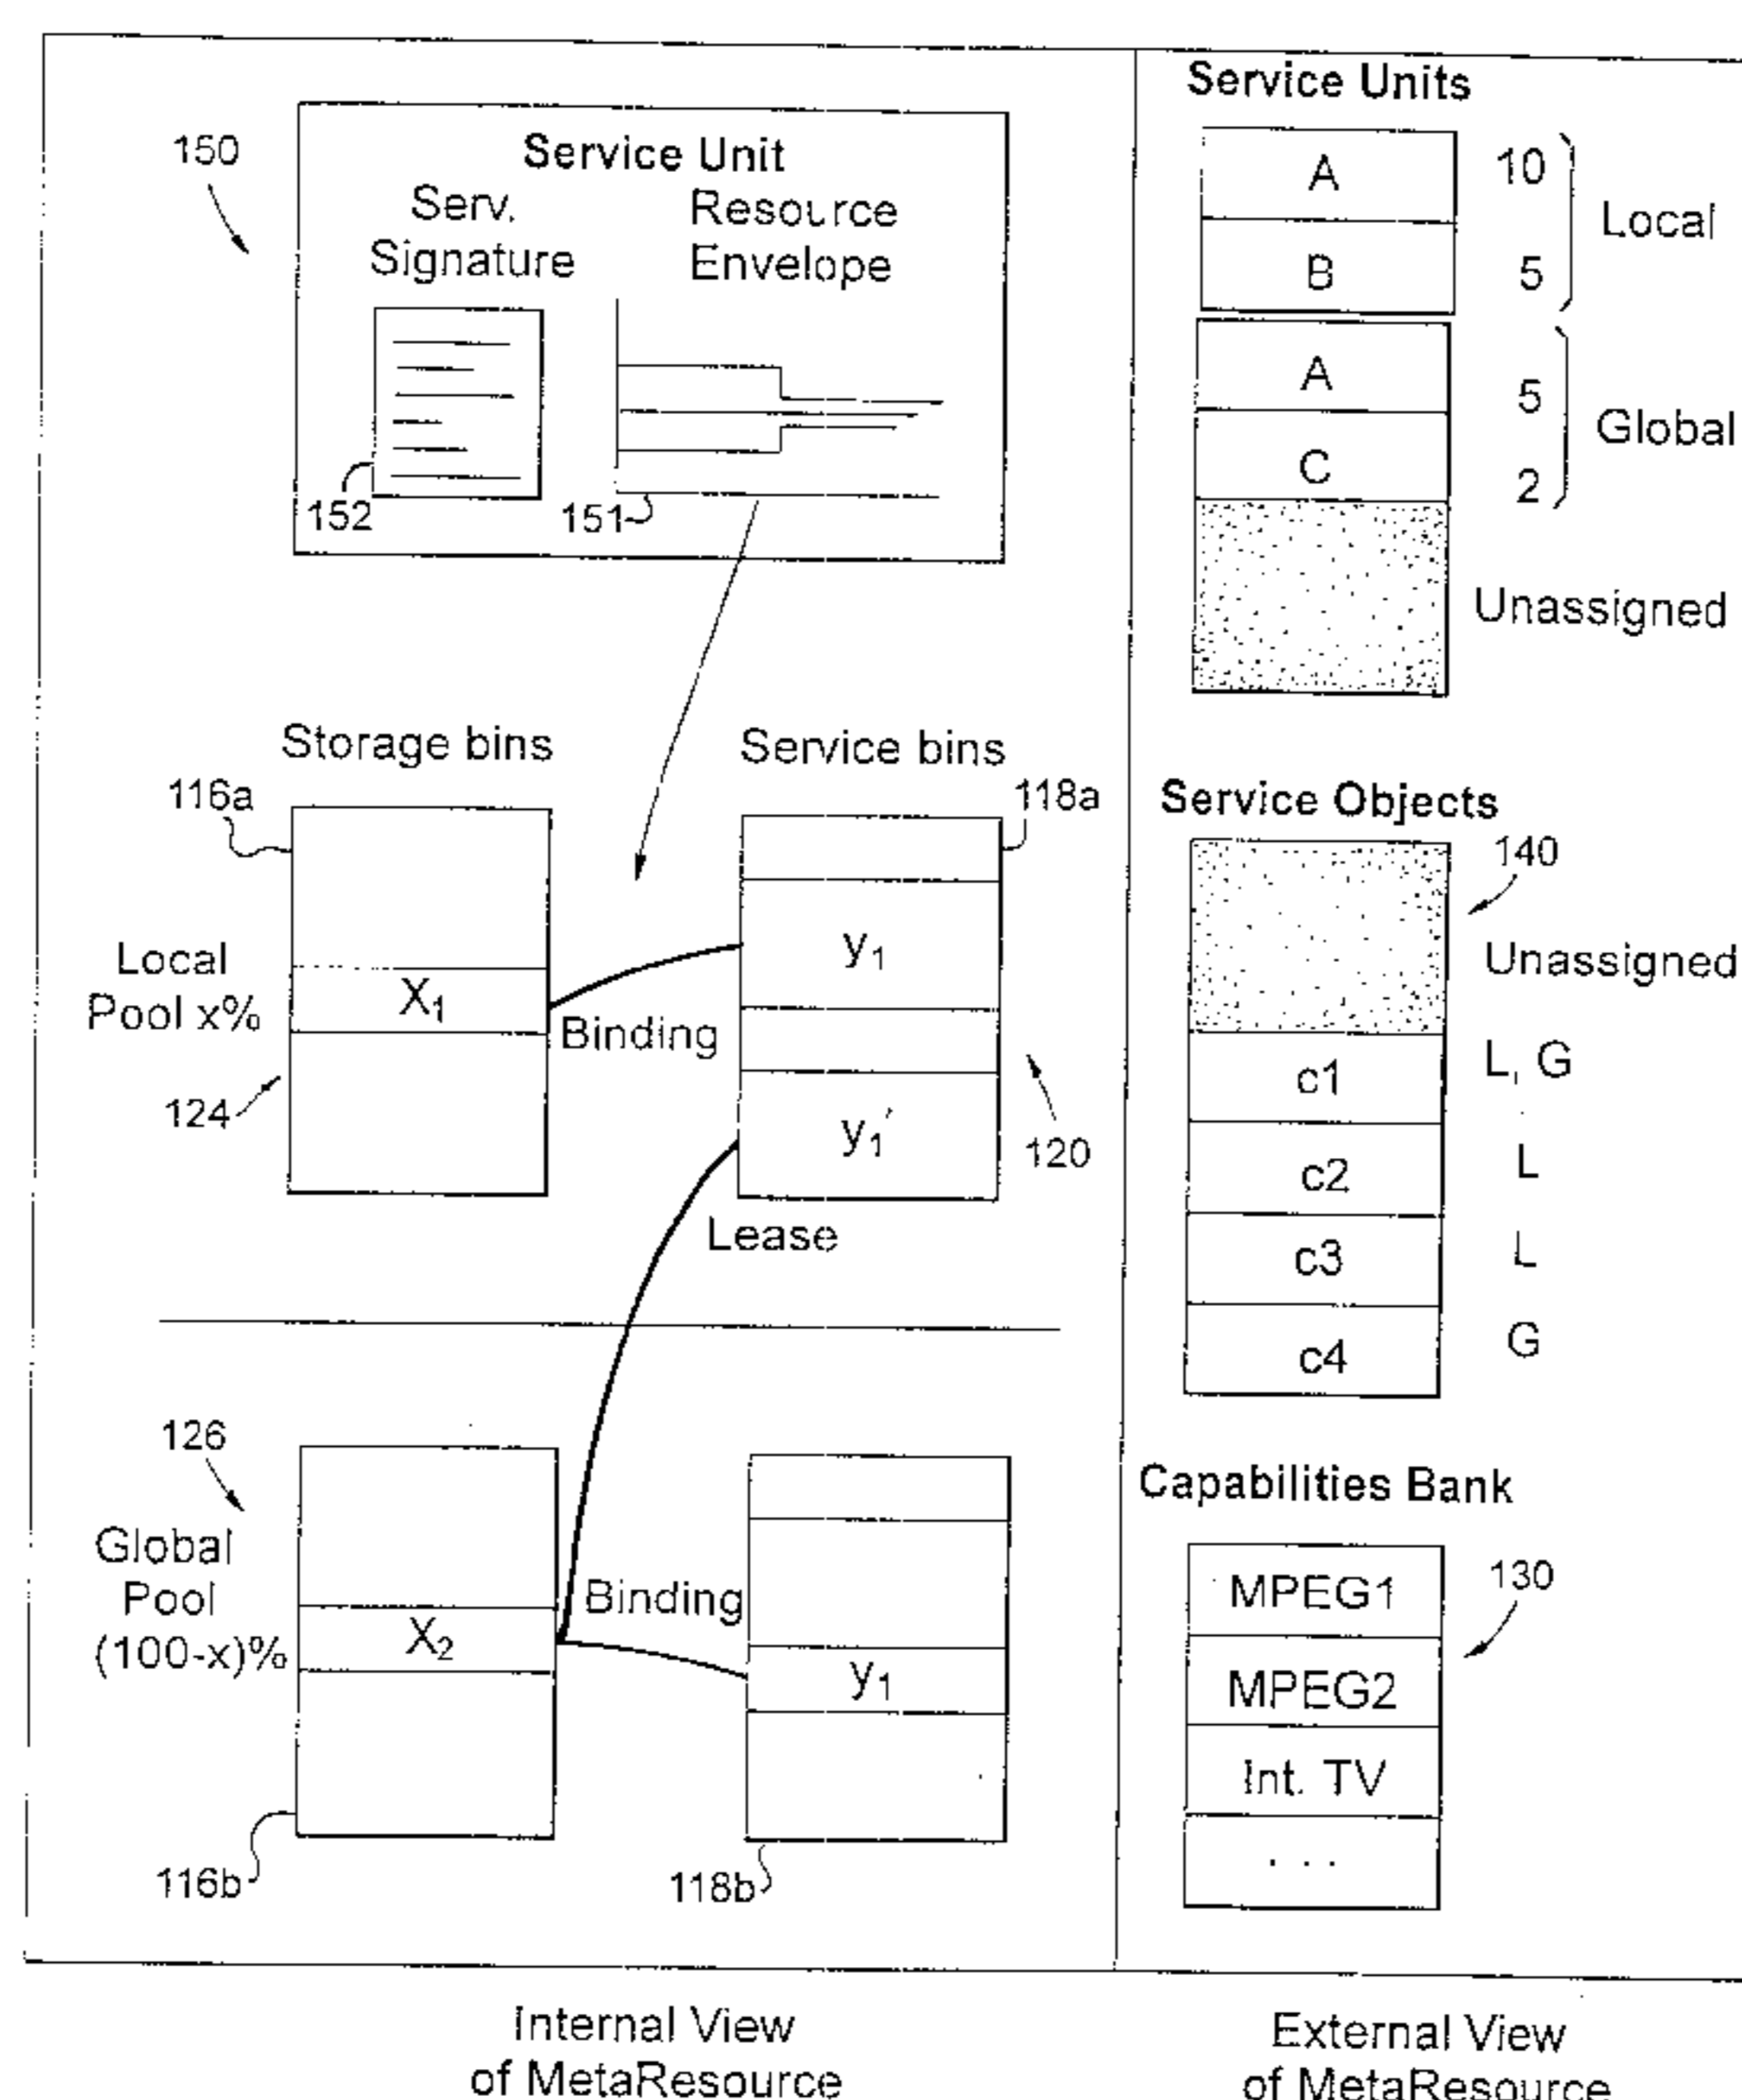 150
Service Unit
Serv.
Signature
Resource
Envelope
152
151
Storage bins
Service bins
116a
118a
Local
Pool x%
X1
Binding
y1
124
y1'
120
Lease
126
Global
Pool
(100-x)%
X2
Binding
y1
116b
118b
Internal View
of MetaResource
Service Units
A
10
B
5
Local
A
5
C
2
Global
Unassigned
Service Objects
140
Unassigned
c1
L, G
c2
L
c3
L
c4
G
Capabilities Bank
MPEG1
130
MPEG2
Int. TV
. . .
External View
of MetaResource